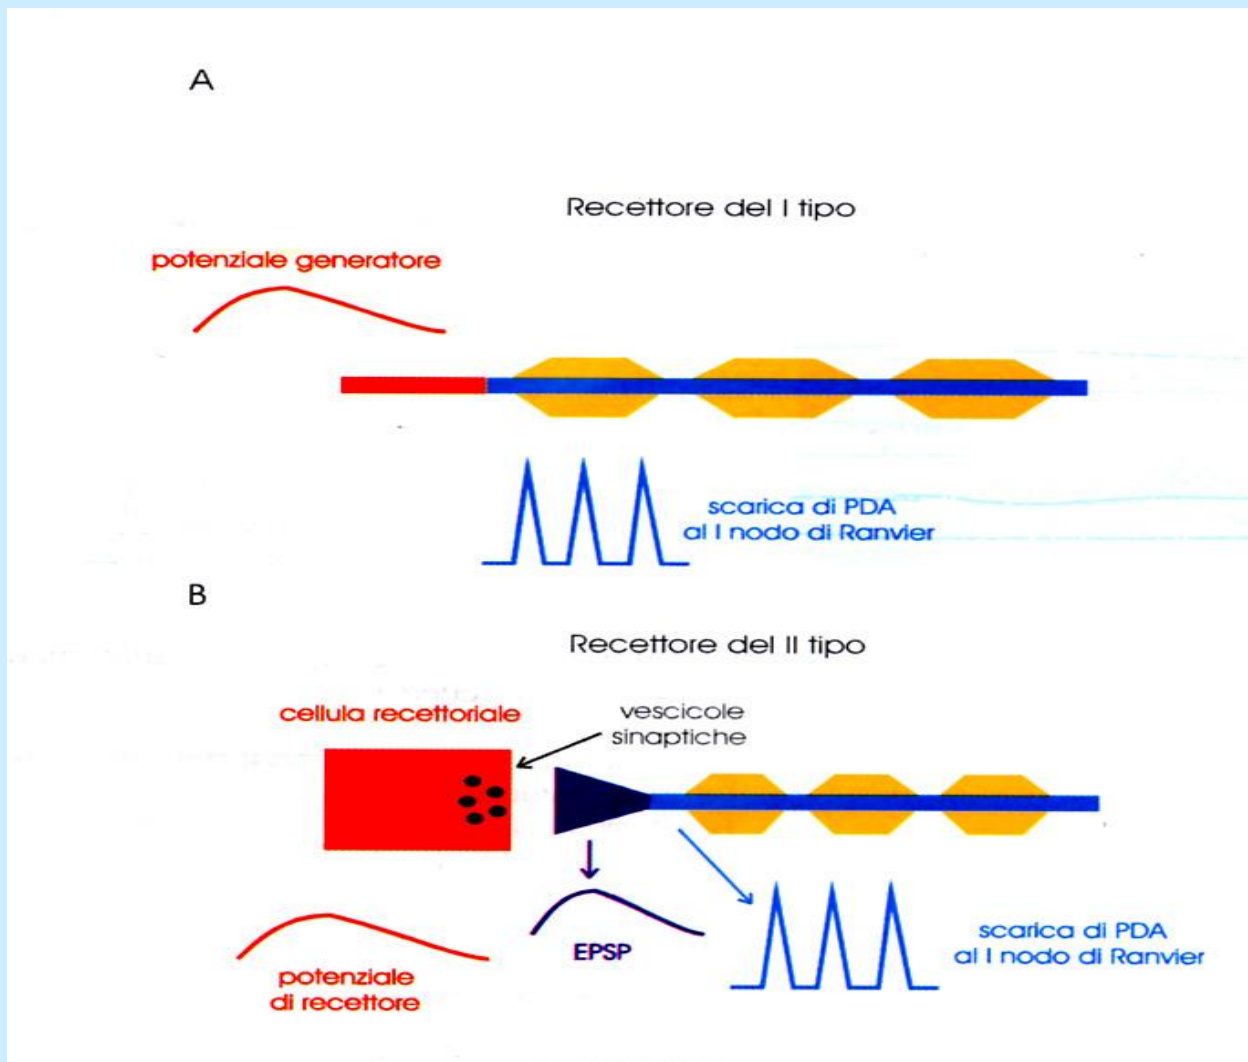 A
Recettore del I tipo
potenziale generatore
scarica di PDA
al I nodo di Ranvier
B
Recettore del II tipo
cellula recettoriale
vescicole
sinaptiche
EPSP
scarica di PDA
al I nodo di Ranvier
potenziale
di recettore